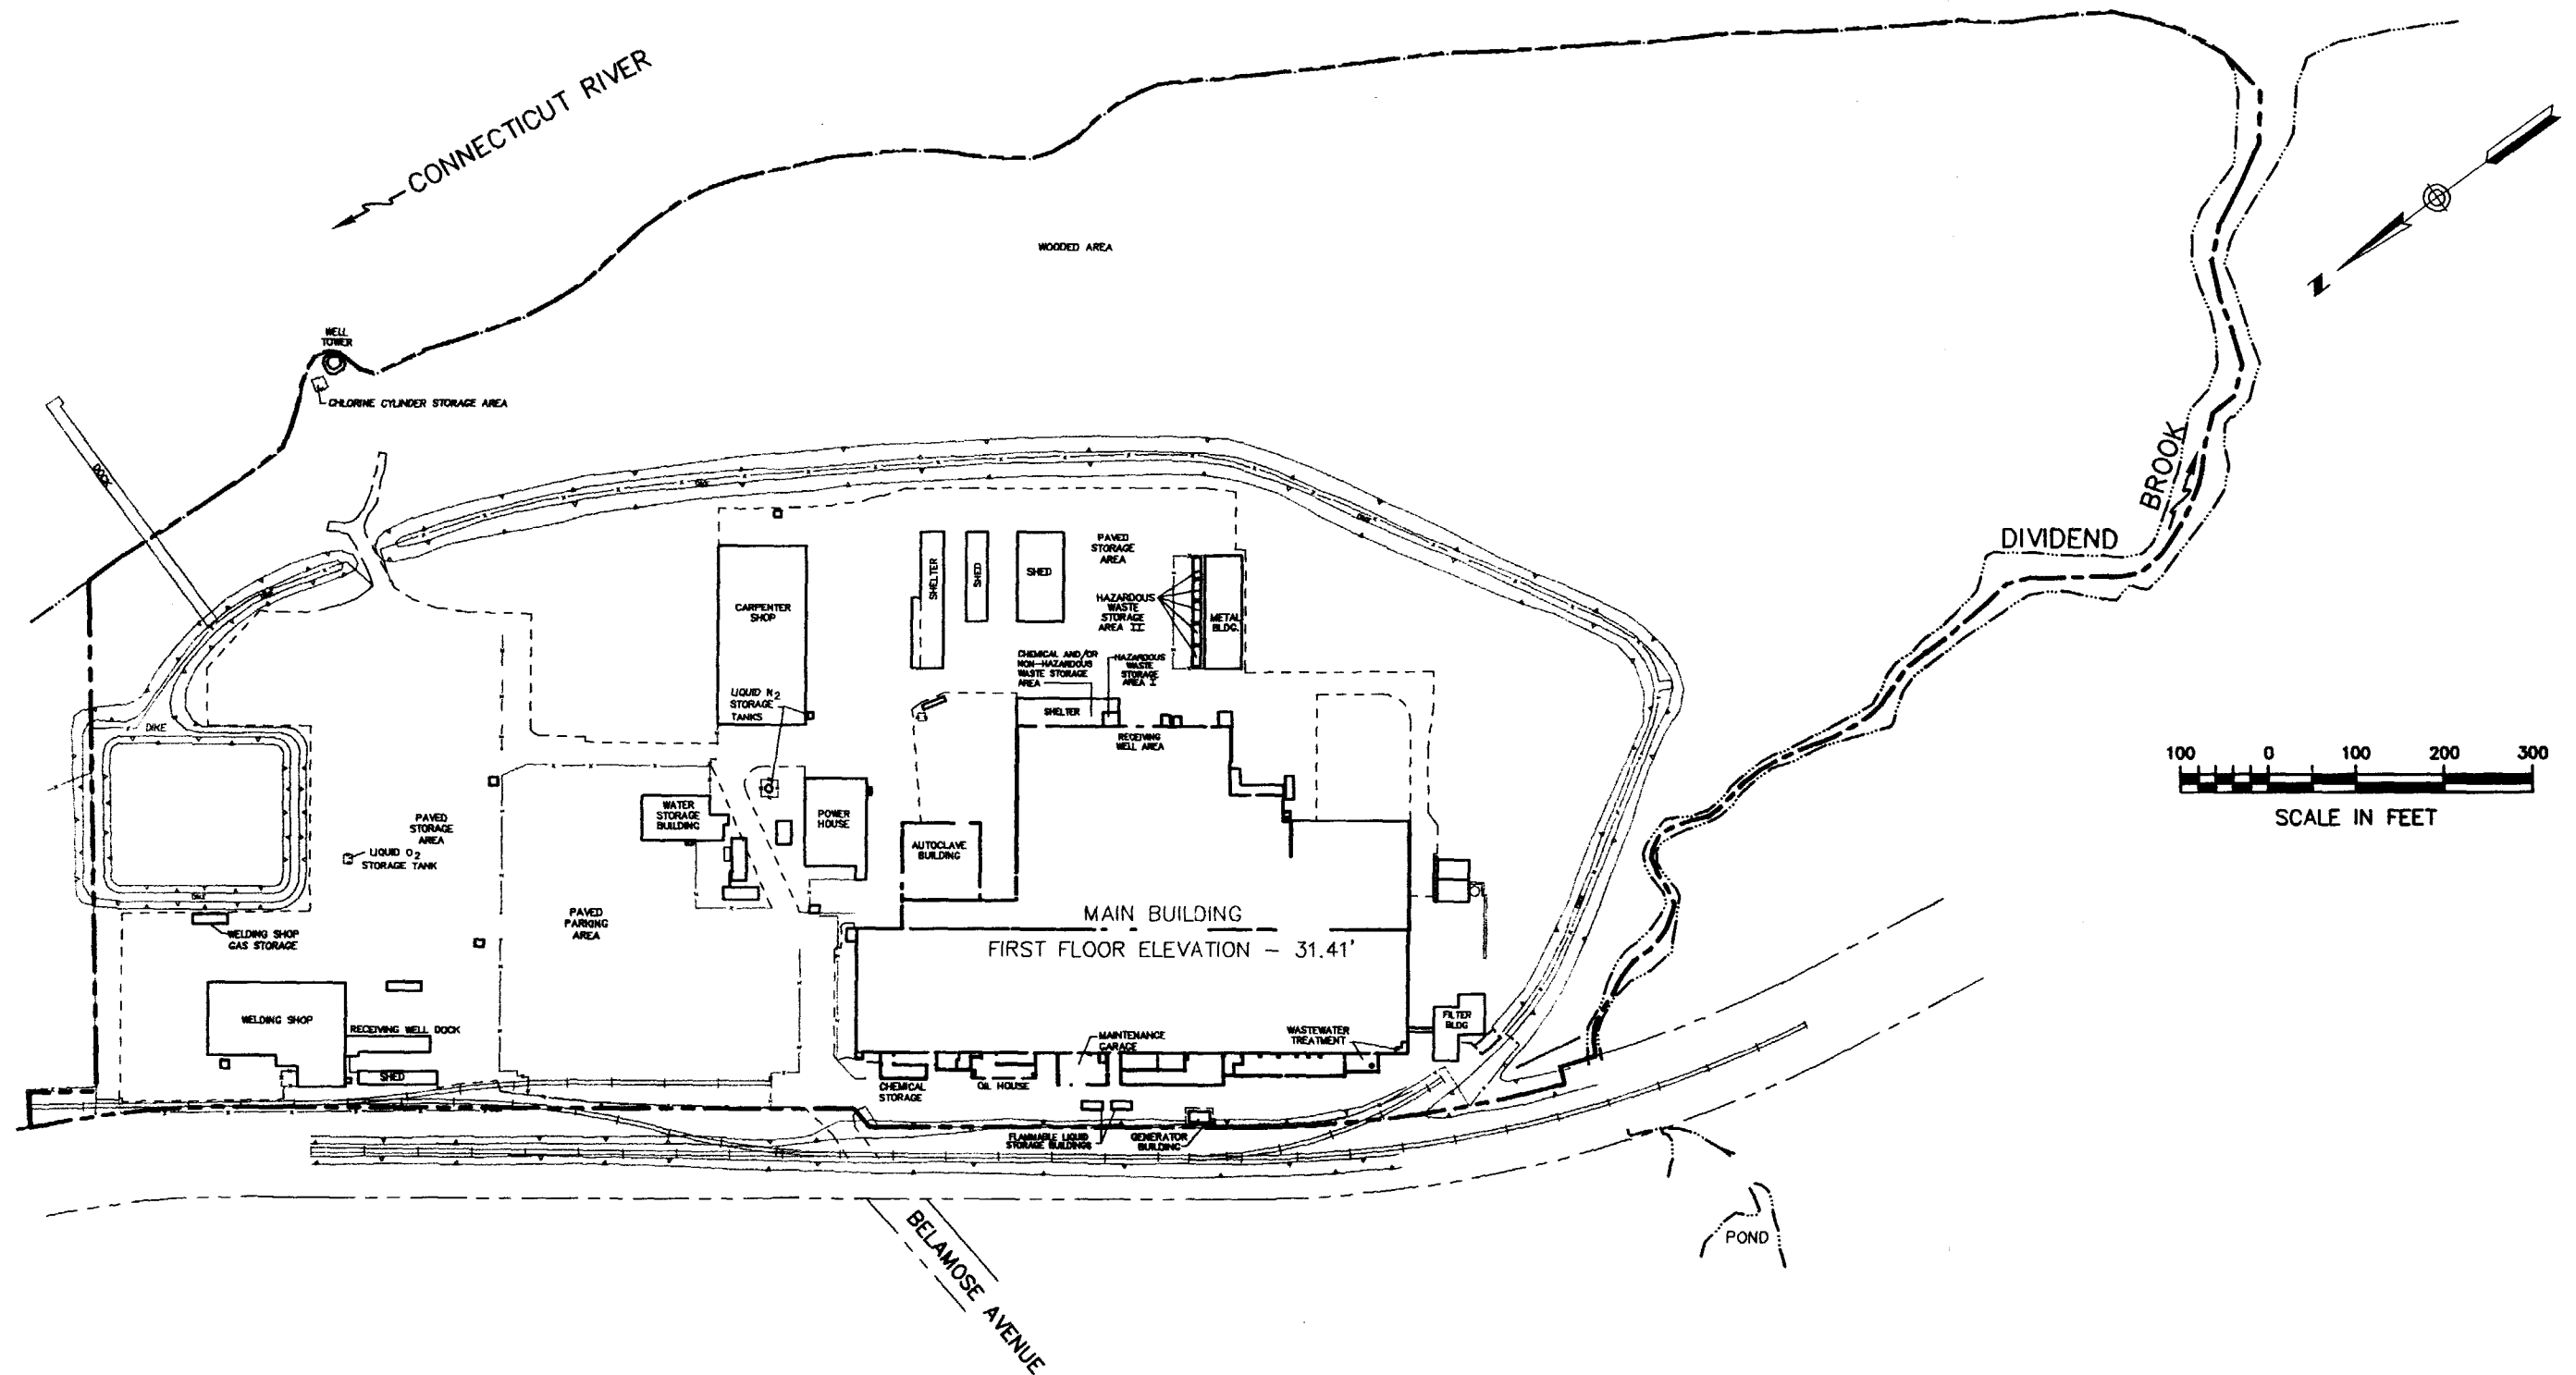 CONNECTICUT RIVER
WOODED AREA
N
WELL
TOWER
CHLORINE CYLINDER STORAGE AREA
DOCK
DIKE
BROOK
DIVIDEND
100 0 100 200 300
SCALE IN FEET
DIKE
DIKE
CARPENTER
SHOP
SHELTER
SHED
SHED
PAVED
STORAGE
AREA
HAZARDOUS
WASTE
STORAGE
AREA II
METAL
BLDG.
CHEMICAL AND/OR
NON-HAZARDOUS
WASTE STORAGE
AREA
HAZARDOUS
WASTE
STORAGE
AREA I
SHELTER
RECEIVING
WELL AREA
LIQUID N2
STORAGE
TANKS
DIKE
DIKE
PAVED
STORAGE
AREA
LIQUID O2
STORAGE TANK
WATER
STORAGE
BUILDING
POWER
HOUSE
AUTOCLAVE
BUILDING
PAVED
PARKING
AREA
MAIN BUILDING
FIRST FLOOR ELEVATION - 31.41'
WELDING SHOP
GAS STORAGE
WELDING SHOP
RECEIVING WELL DOCK
SHED
MAINTENANCE
GARAGE
WASTEWATER
TREATMENT
FILTER
BLDG
CHEMICAL
STORAGE
OIL HOUSE
FLAMMABLE LIQUID
STORAGE BUILDINGS
GENERATOR
BUILDING
BELAMOSE AVENUE
POND